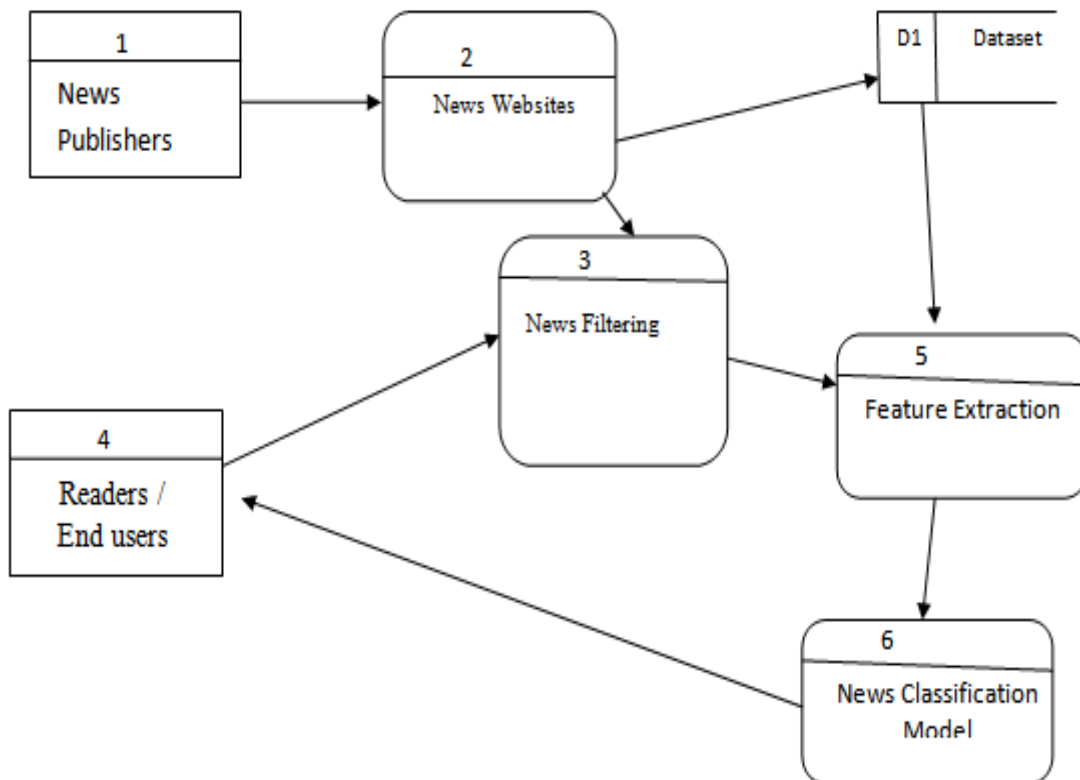 1
News
Publishers
2
News Websites
D1 Dataset
3
News Filtering
4
Readers /
End users
5
Feature Extraction
6
News Classification
Model